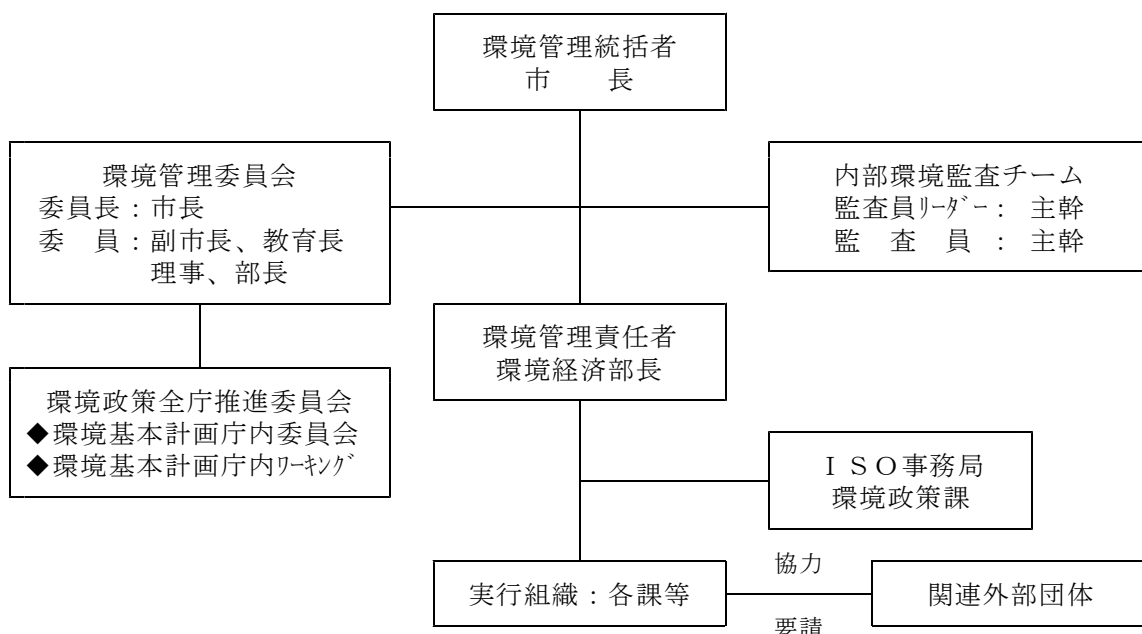 環境管理統括者
市　　長
環境管理委員会
委員長：市長
委　員：副市長、教育長
理事、部長
内部環境監査チーム
監査員ﾘｰﾀﾞｰ： 主幹
監　査　員　： 主幹
環境管理責任者
環境経済部長
環境政策全庁推進委員会
◆環境基本計画庁内委員会
◆環境基本計画庁内ﾜｰｷﾝｸﾞ
ＩＳＯ事務局
環境政策課
実行組織：各課等
協力
要請
関連外部団体